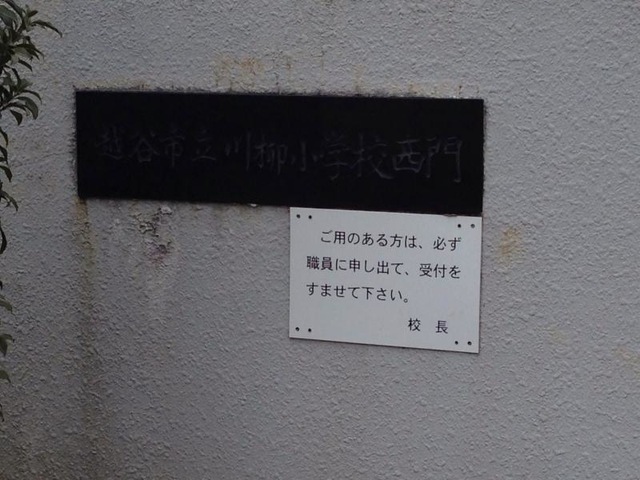 越谷市立川柳小学校西門
ご用のある方は、必ず
職員に申し出て、受付を
すませて下さい。
校 長